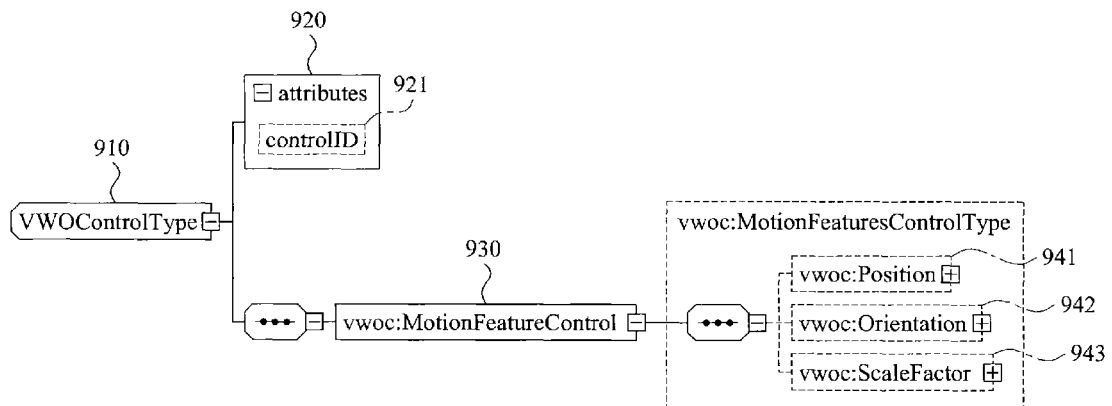 920
attributes
921
controlID
910
VWOControlType
vwoc:MotionFeaturesControlType
930
941
vwoc:Position
vwoc:MotionFeatureControl
942
vwoc:Orientation
943
vwoc:ScaleFactor